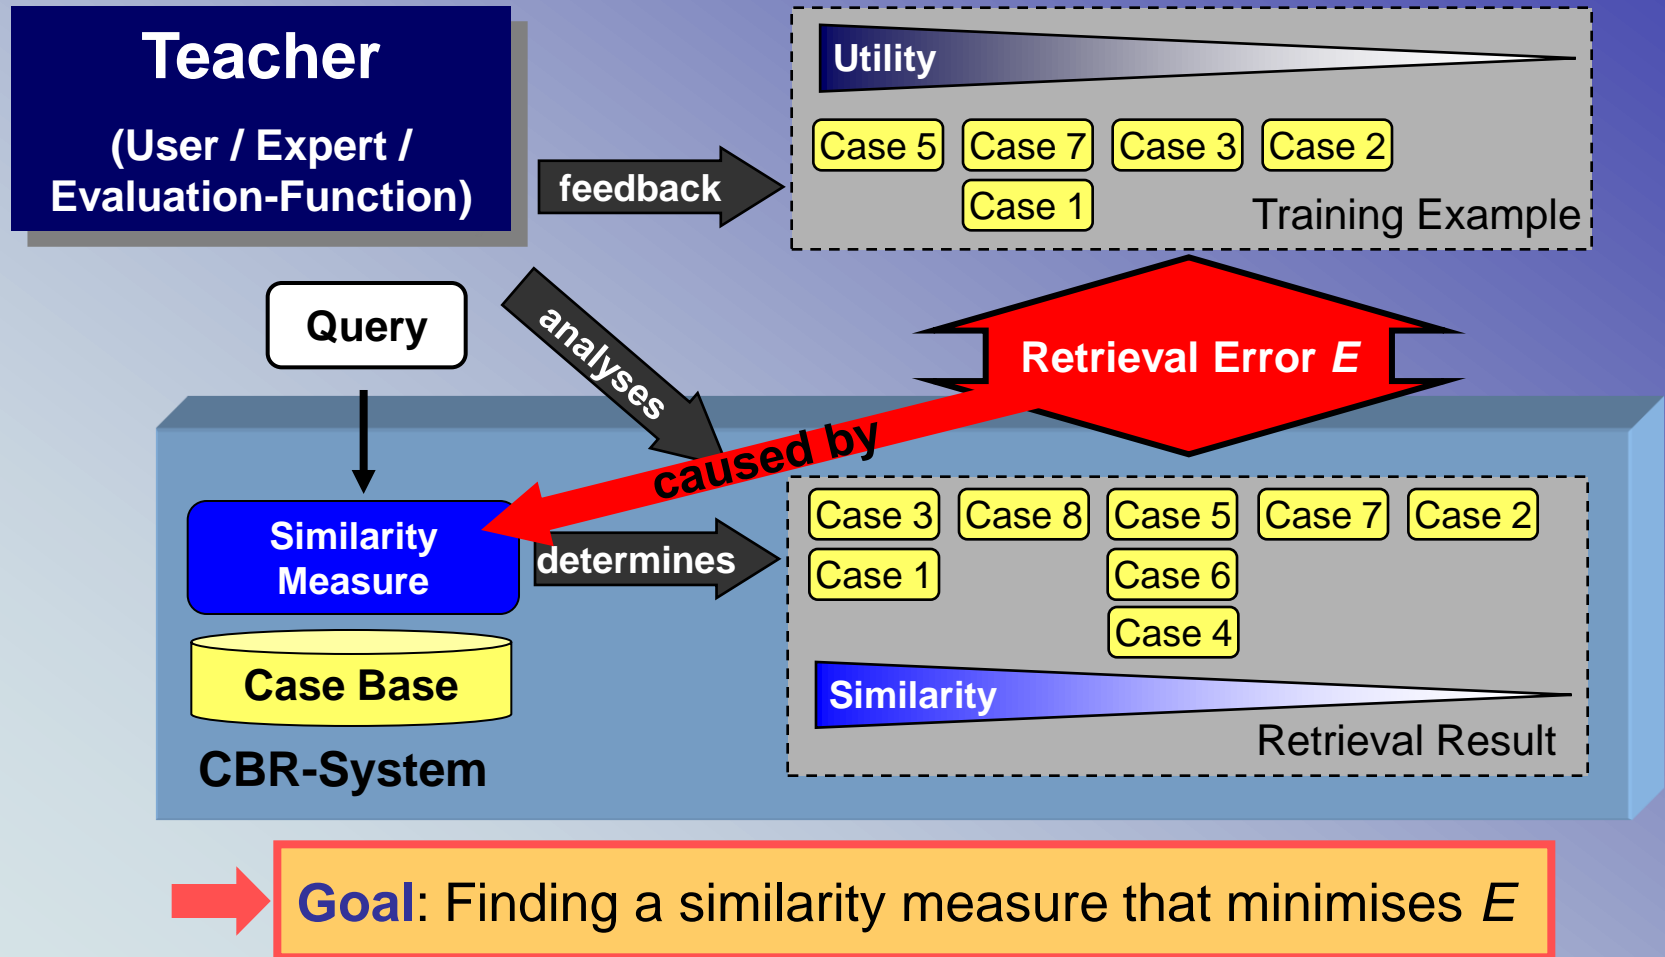 Teacher
(User / Expert /
Evaluation-Function)
feedback
Utility
Case 5 Case 7 Case 3 Case 2
Case 1
Training Example
Query
analyses
Retrieval Error E
caused by
Similarity
Measure
determines
Case 3 Case 8 Case 5 Case 7 Case 2
Case 1 Case 6
Case 4
Similarity
Retrieval Result
Case Base
CBR-System
Goal: Finding a similarity measure that minimises E